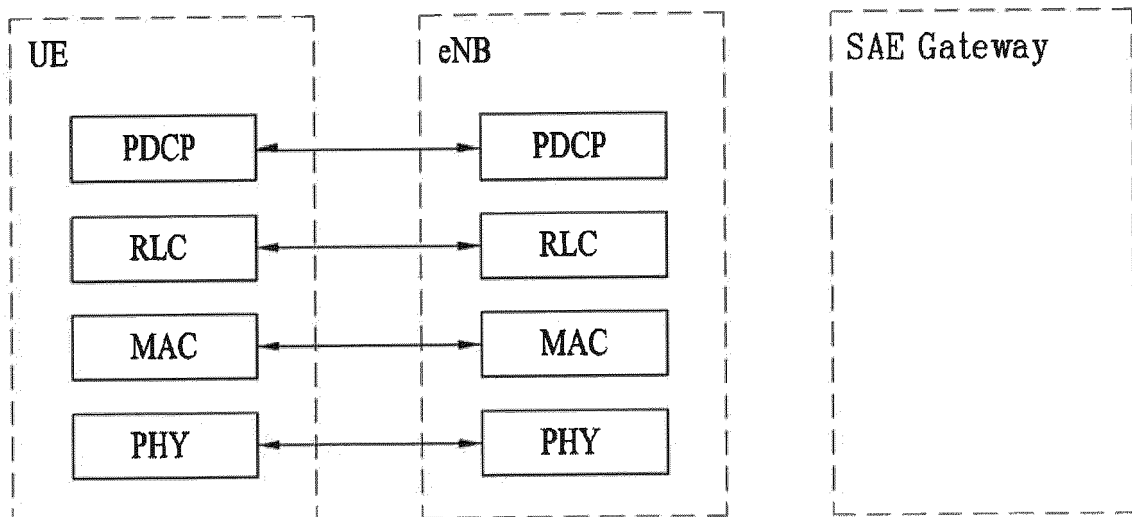 UE
eNB
SAE Gateway
PDCP
PDCP
RLC
RLC
MAC
MAC
PHY
PHY